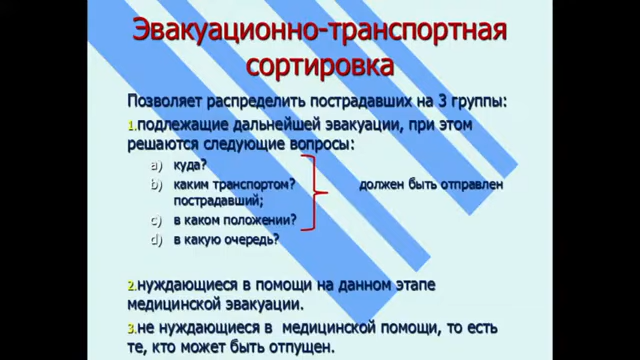 Эвакуационно-транспортная
сортировка
Позволяет распределить пострадавших на 3 группы:
1.подлежащие дальнейшей эвакуации, при этом
решаются следующие вопросы:
a) куда?
b) каким транспортом? должен быть отправлен
пострадавший;
c) в каком положении?
d) в какую очередь?
2.нуждающиеся в помощи на данном этапе
медицинской эвакуации.
3.не нуждающиеся в медицинской помощи, то есть
те, кто может быть отпущен.